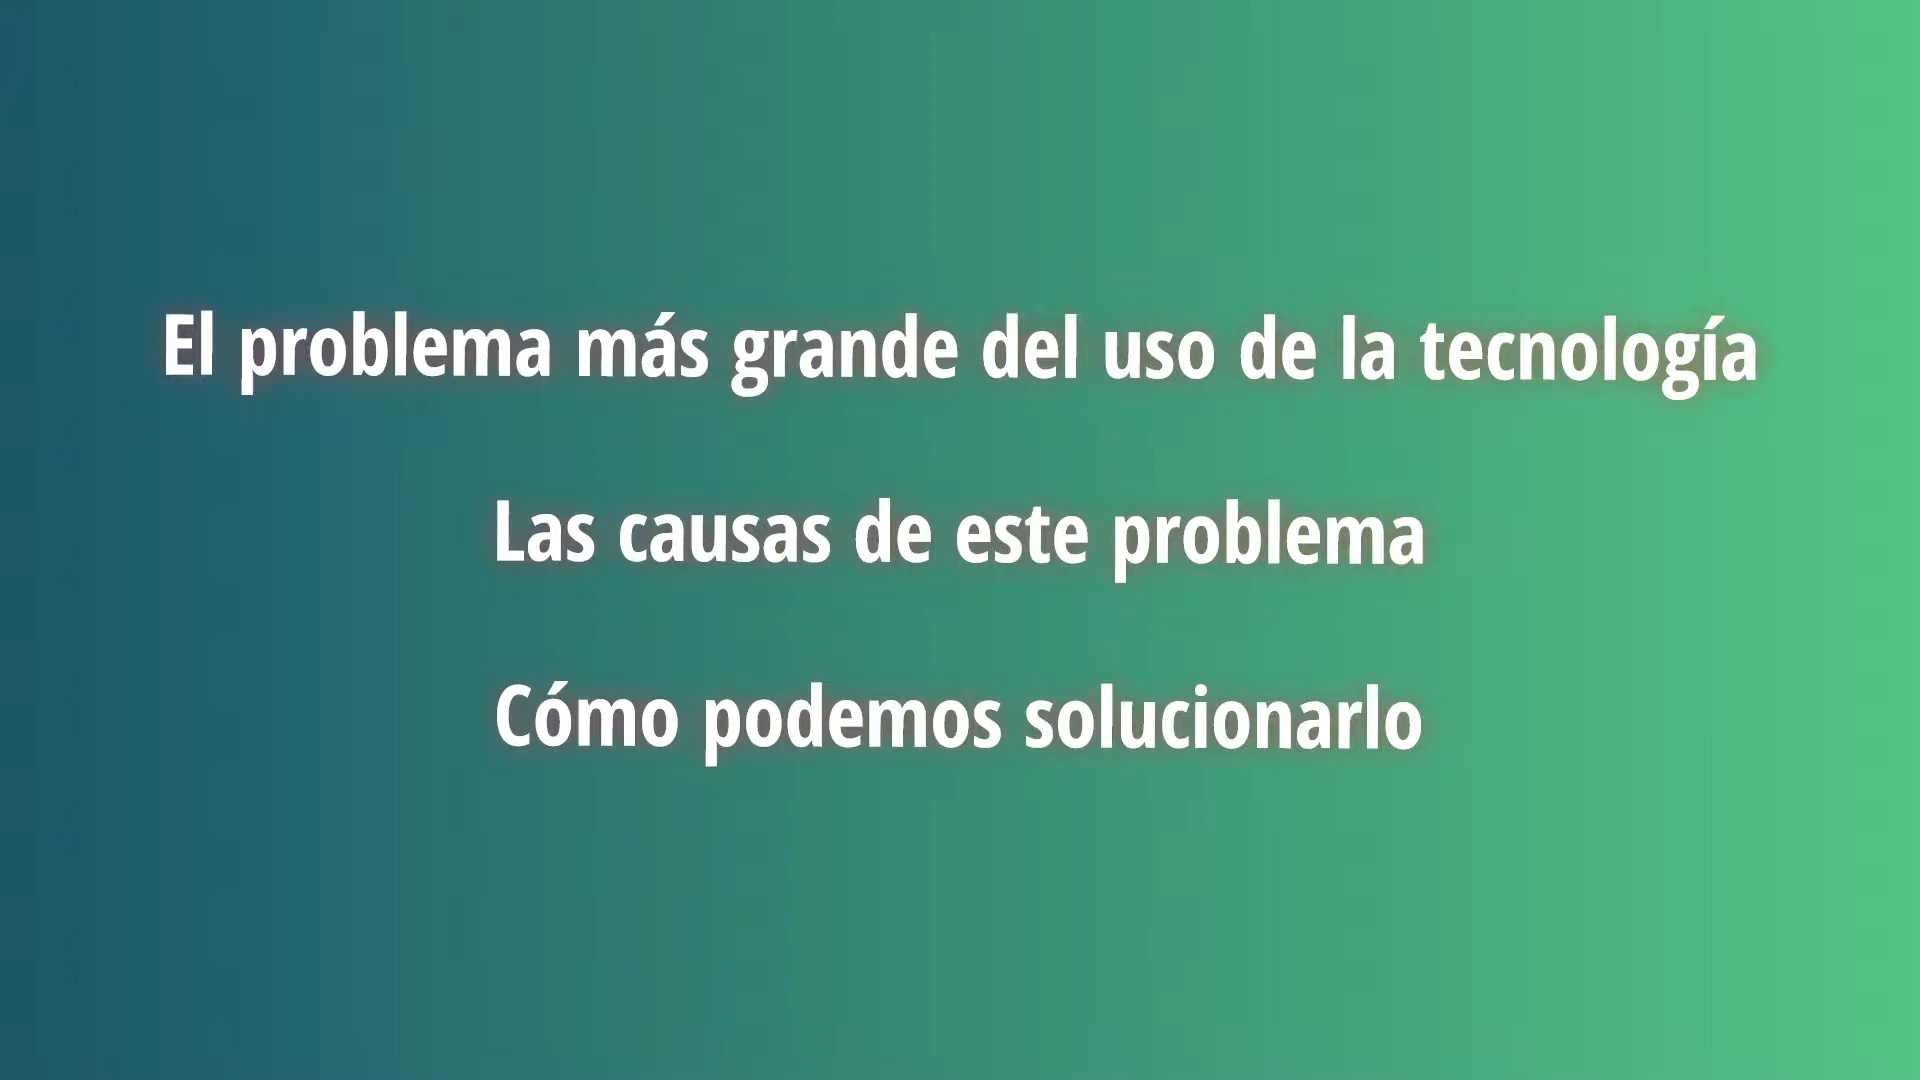 El problema más grande del uso de la tecnología
Las causas de este problema
Cómo podemos solucionarlo